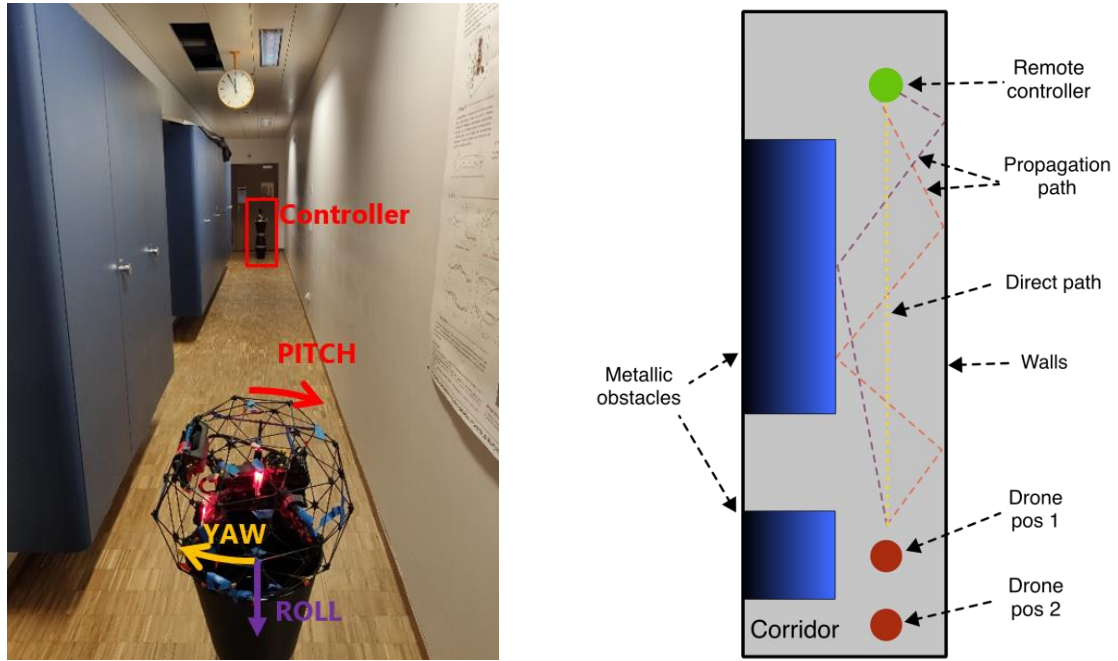 Controller
PITCH
YAW
ROLL
Remote
controller
Propagation
path
Direct path
Walls
Metallic
obstacles
Drone
pos 1
Drone
pos 2
Corridor